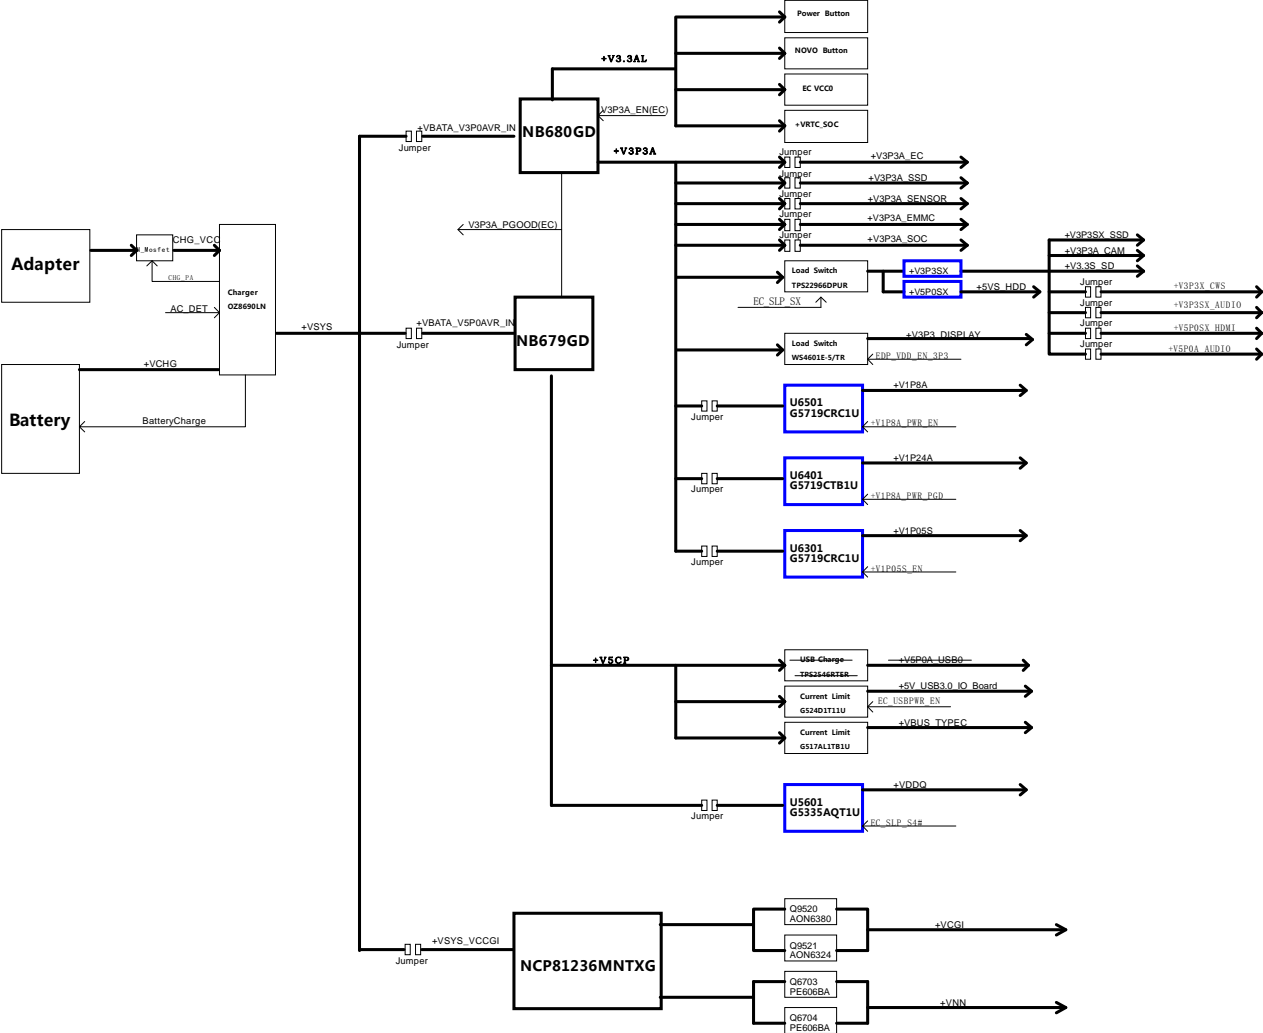 Power Button
+V3.3AL
NOVO Button
EC VCC0
V3P3A_EN(EC)
+VBATA_V3P0AVR_IN
NB680GD
+VRTC_SOC
Jumper
+V3P3A
Jumper
+V3P3A_EC
Jumper
+V3P3A_SSD
Jumper
+V3P3A_SENSOR
Jumper
+V3P3A_EMMC
Jumper
+V3P3A_SOC
V3P3A_PGOOD(EC)
Adapter
_Mosfet
CHG_VCC
CHG_PA
AC_DET
Charger
OZ8690LN
Load Switch
TPS22966DPUR
EC_SLP_SX
+V3P3SX
+V5P0SX
+5VS_HDD
+V3P3SX_SSD
+V3P3A_CAM
+V3.3S_SD
Jumper
+V3P3X_CWS
Jumper
+V3P3SX_AUDIO
Jumper
+V5P0SX_HDMI
Jumper
+V5P0A_AUDIO
+VSYS
+VBATA_V5P0AVR_IN
Jumper
NB679GD
Load Switch
WS4601E-5/TR
+V3P3_DISPLAY
EDP_VDD_EN_3P3
+VCHG
Battery
BatteryCharge
Jumper
U6501
G5719CRC1U
+V1P8A
+V1P8A_PWR_EN
Jumper
U6401
G5719CTB1U
+V1P24A
+V1P8A_PWR_PGD
Jumper
U6301
G5719CRC1U
+V1P05S
+V1P05S_EN
+V5CP
USB Charge
TPS2546RTER
+V5P0A_USB0
Current Limit
G524D1T11U
+5V_USB3.0_IO_Board
EC_USBPWR_EN
Current Limit
G517AL1TB1U
+VBUS_TYPEC
Jumper
U5601
G5335AQT1U
+VDDQ
EC_SLP_S4#
+VSYS_VCCGI
Jumper
NCP81236MNTXG
Q9520
AON6380
Q9521
AON6324
+VCGI
Q6703
PE606BA
Q6704
PE606BA
+VNN